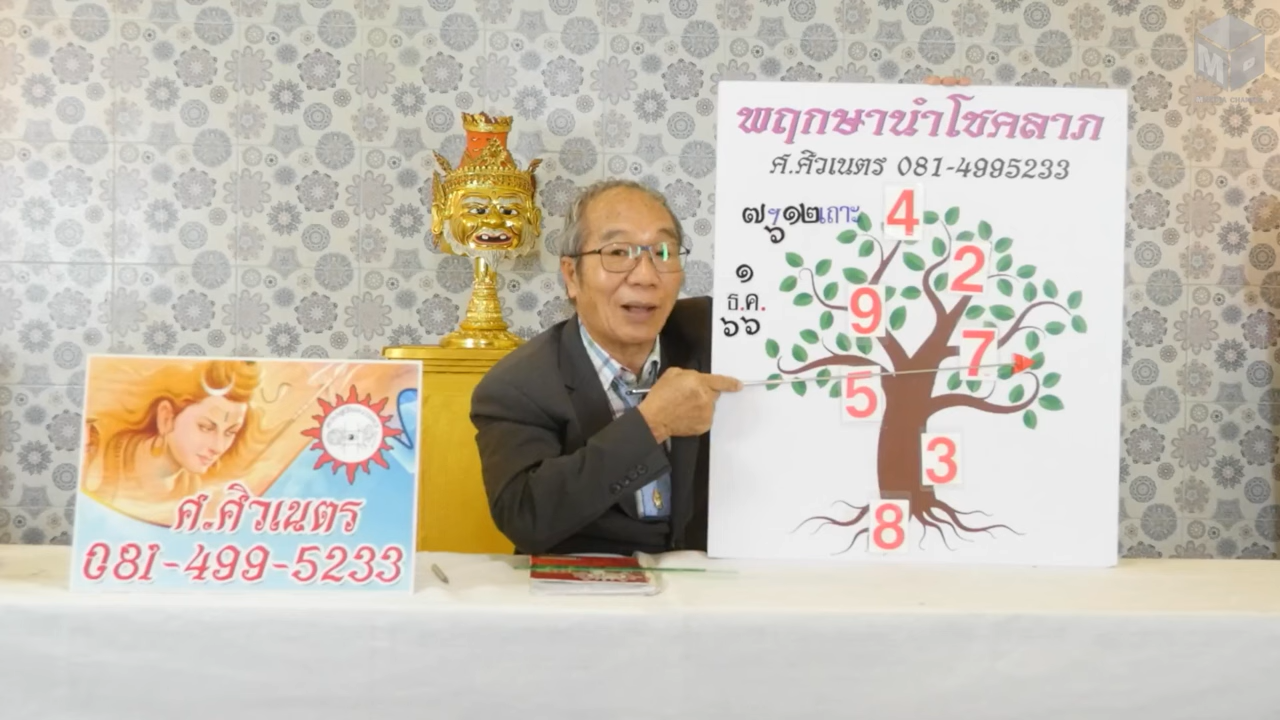 พฤกษานำโชคลาภ
ศ.ศิวเนตร 081-4995233
๗ฯ๑๒เถาะ
๖
๑
ธ.ค.
๖๖
4
2
9
7
5
3
8
ศ.ศิวเนตร
081-499-5233
M